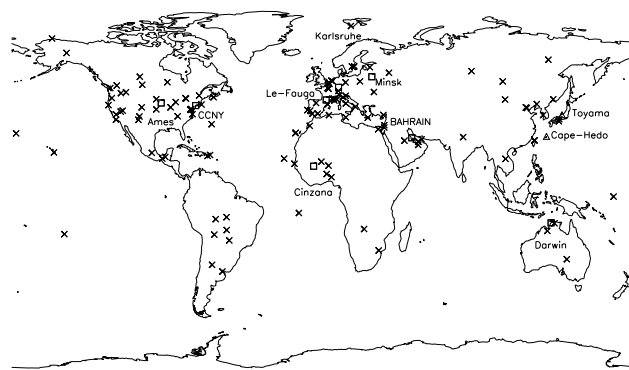 Karlsruhe
Minsk
Le-Fauga
Ames
CCNY
BAHRAIN
Toyama
Cape-Hedo
Cinzana
Darwin